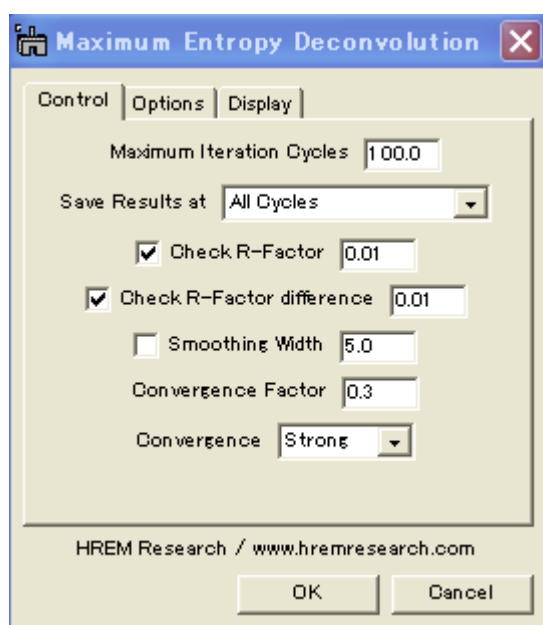 Maximum Entropy Deconvolution
Control Options Display
Maximum Iteration Cycles 100.0
Save Results at All Cycles
Check R-Factor 0.01
Check R-Factor difference 0.01
Smoothing Width 5.0
Convergence Factor 0.3
Convergence Strong
HREM Research / www.hremresearch.com
OK Cancel